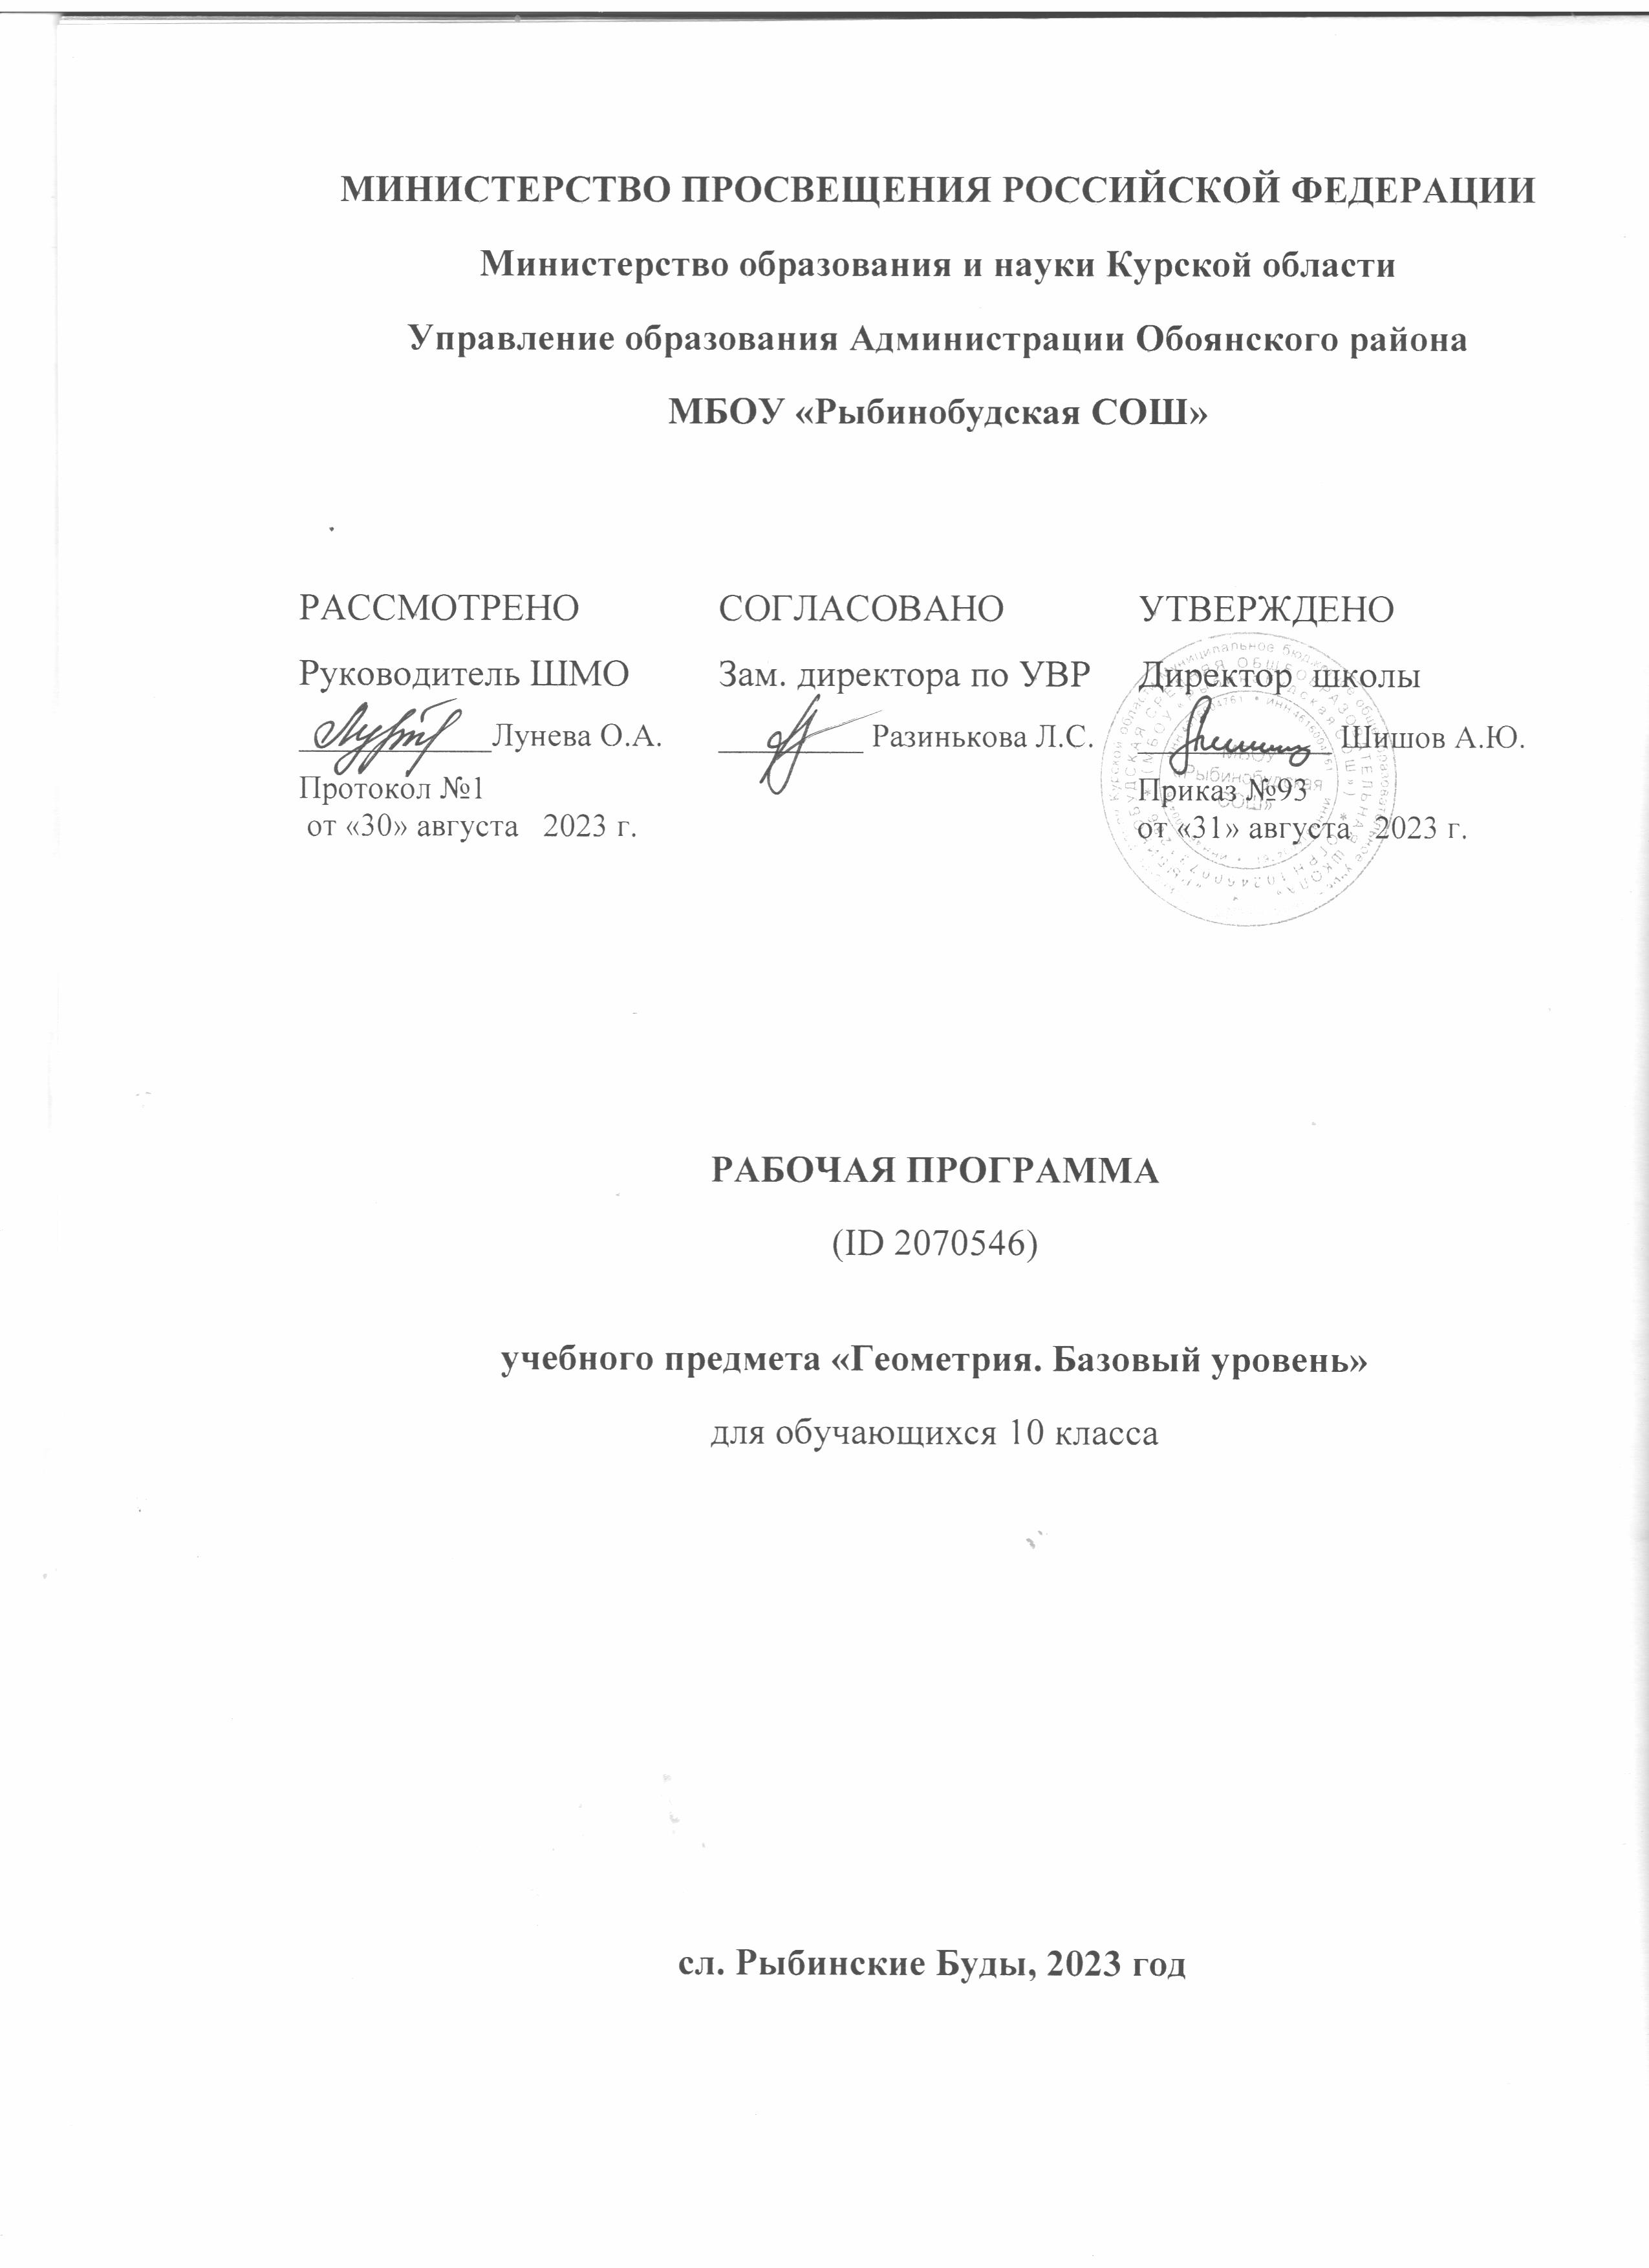 МИНИСТЕРСТВО ПРОСВЕЩЕНИЯ РОССИЙСКОЙ ФЕДЕРАЦИИ
Министерство образования и науки Курской области
Управление образования Администрации Обоянского района
МБОУ «Рыбинобудская СОШ»
РАССМОТРЕНО СОГЛАСОВАНО УТВЕРЖДЕНО
Руководитель ШМО Зам. директора по УВР Директор школы
Лунева О.А. Разинькова Л.С. Шишов А.Ю.
Протокол №1 Приказ №93
от «30» августа 2023 г. от «31» августа 2023 г.
МБОУ
«Рыбинобудская
СОШ»
РАБОЧАЯ ПРОГРАММА
(ID 2070546)
учебного предмета «Геометрия. Базовый уровень»
для обучающихся 10 класса
сл. Рыбинские Буды, 2023 год